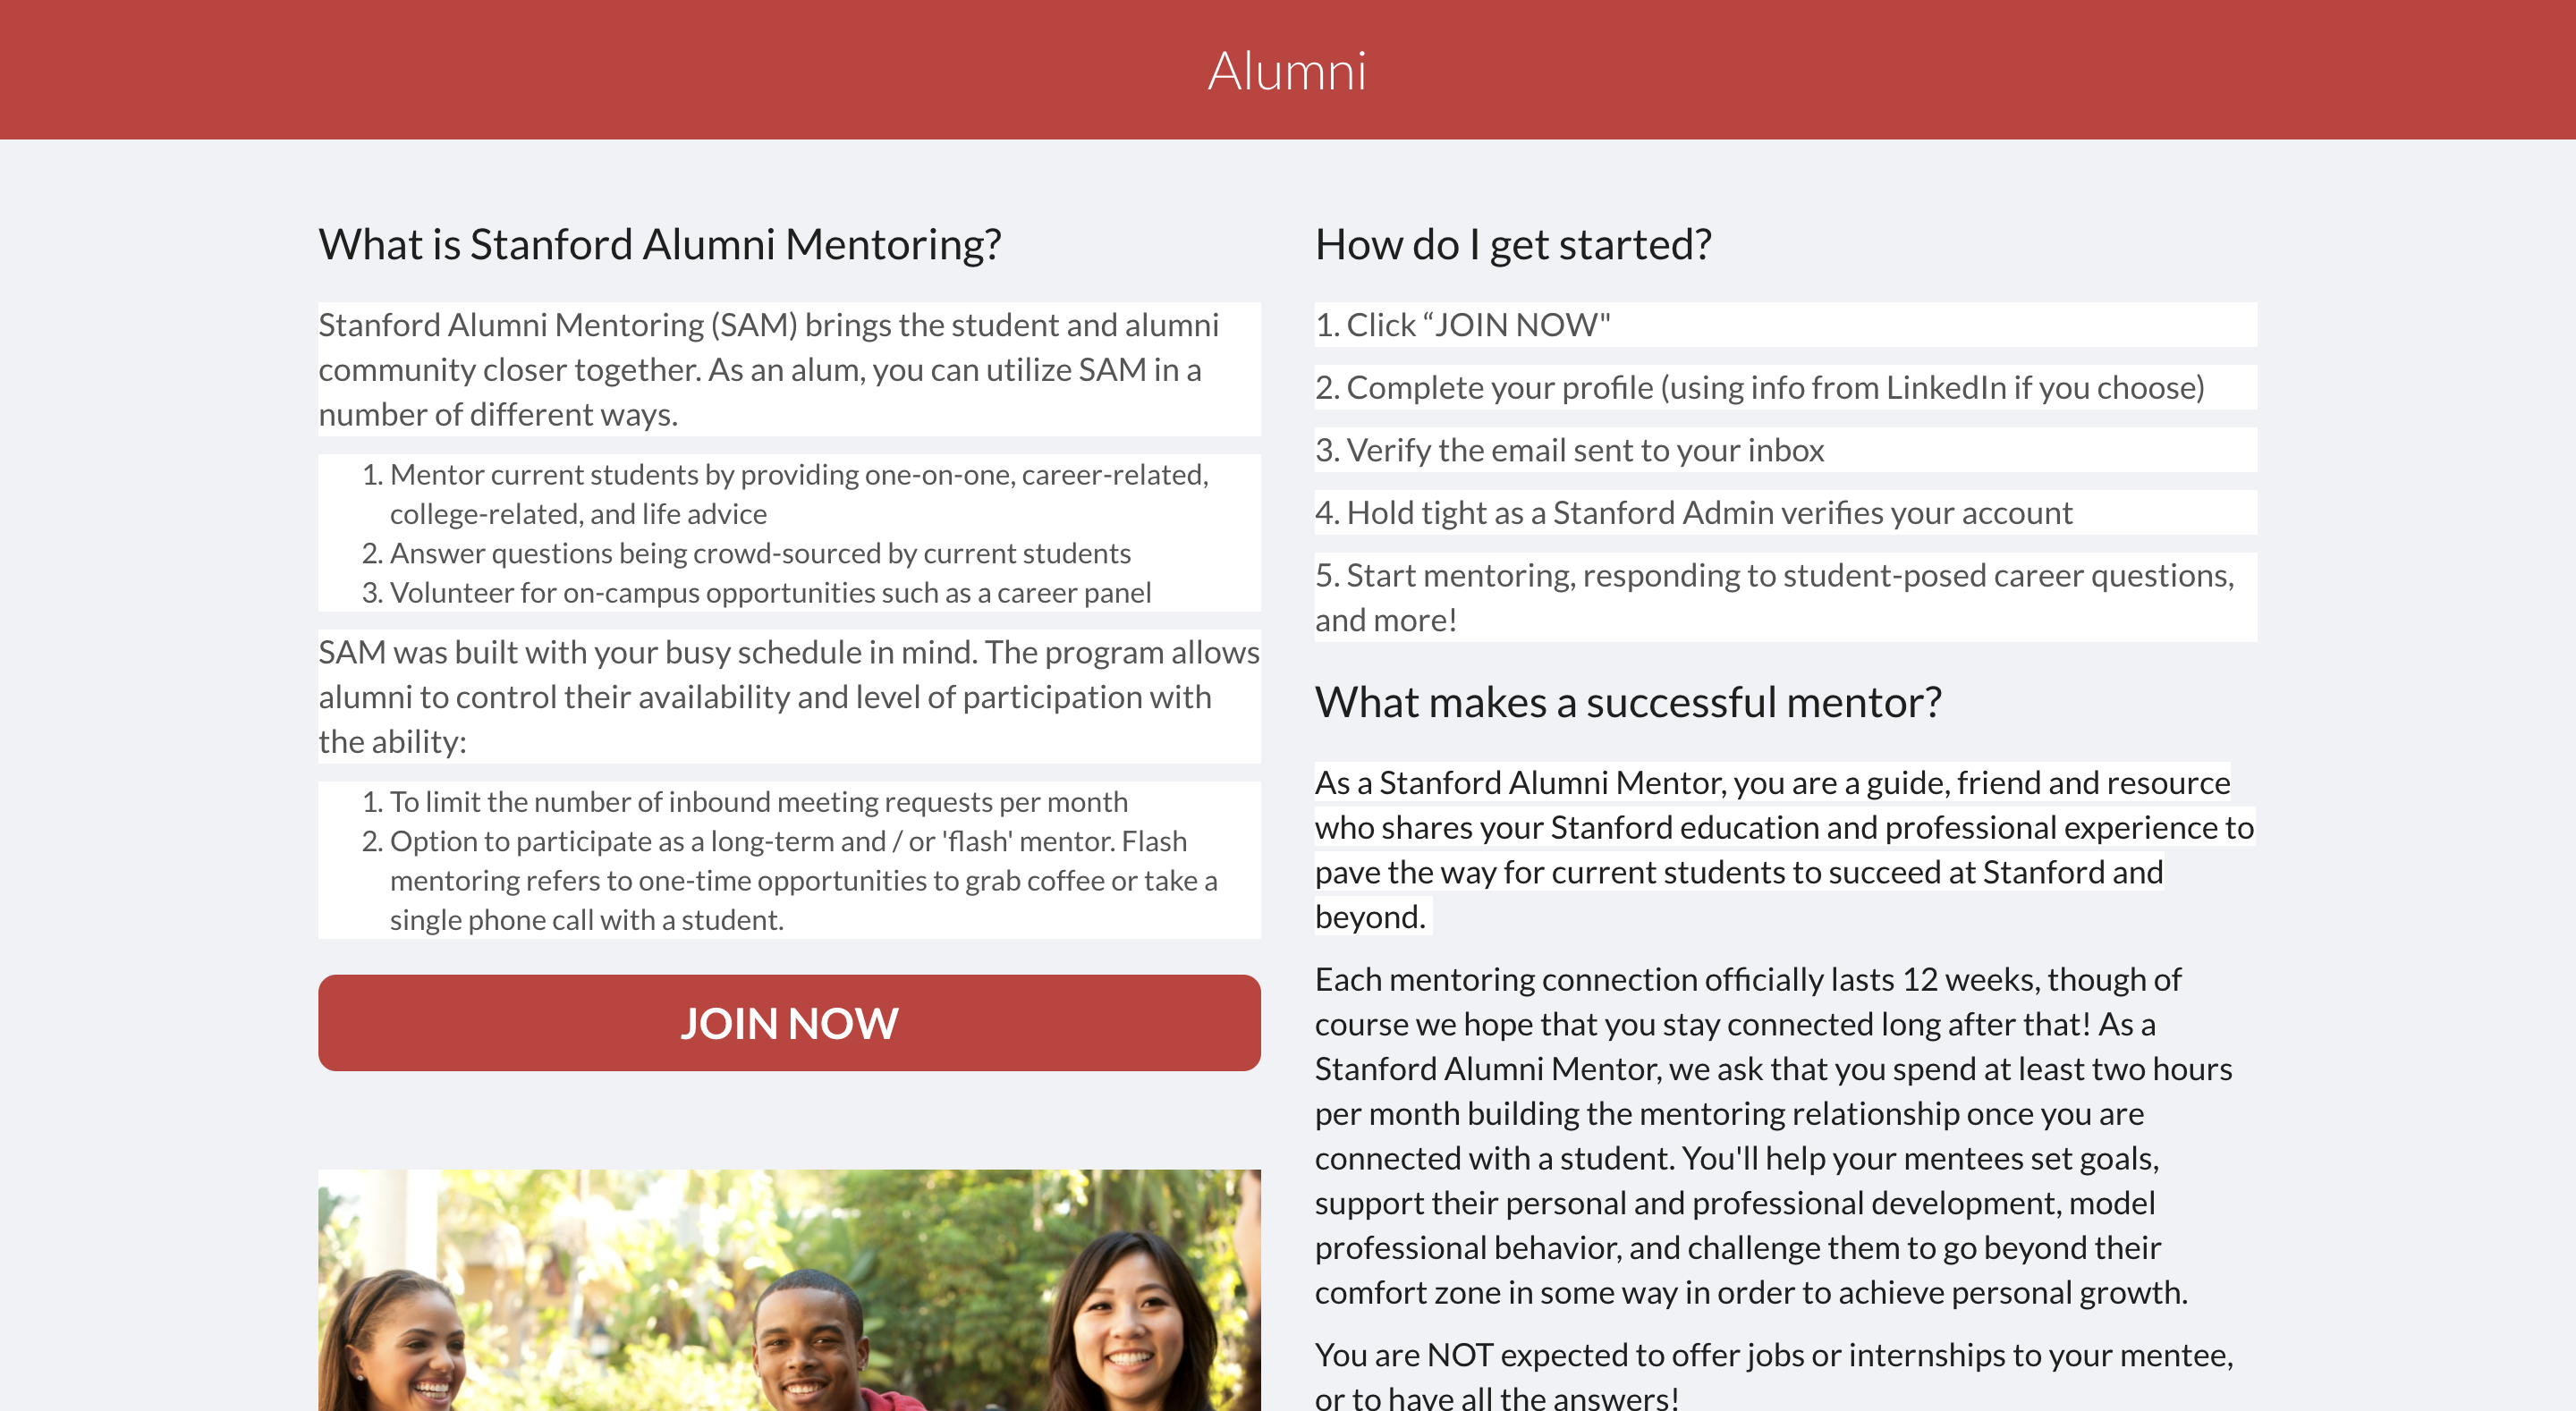 Alumni
What is Stanford Alumni Mentoring?
Stanford Alumni Mentoring (SAM) brings the student and alumni
community closer together. As an alum, you can utilize SAM in a
number of different ways.
1. Mentor current students by providing one-on-one, career-related,
college-related, and life advice
2. Answer questions being crowd-sourced by current students
3. Volunteer for on-campus opportunities such as a career panel
SAM was built with your busy schedule in mind. The program allows
alumni to control their availability and level of participation with
the ability:
1. To limit the number of inbound meeting requests per month
2. Option to participate as a long-term and / or 'flash' mentor. Flash
mentoring refers to one-time opportunities to grab coffee or take a
single phone call with a student.
JOIN NOW
How do I get started?
1. Click “JOIN NOW"
2. Complete your profile (using info from LinkedIn if you choose)
3. Verify the email sent to your inbox
4. Hold tight as a Stanford Admin verifies your account
5. Start mentoring, responding to student-posed career questions,
and more!
What makes a successful mentor?
As a Stanford Alumni Mentor, you are a guide, friend and resource
who shares your Stanford education and professional experience to
pave the way for current students to succeed at Stanford and
beyond.
Each mentoring connection officially lasts 12 weeks, though of
course we hope that you stay connected long after that! As a
Stanford Alumni Mentor, we ask that you spend at least two hours
per month building the mentoring relationship once you are
connected with a student. You'll help your mentees set goals,
support their personal and professional development, model
professional behavior, and challenge them to go beyond their
comfort zone in some way in order to achieve personal growth.
You are NOT expected to offer jobs or internships to your mentee,
or to have all the answers!